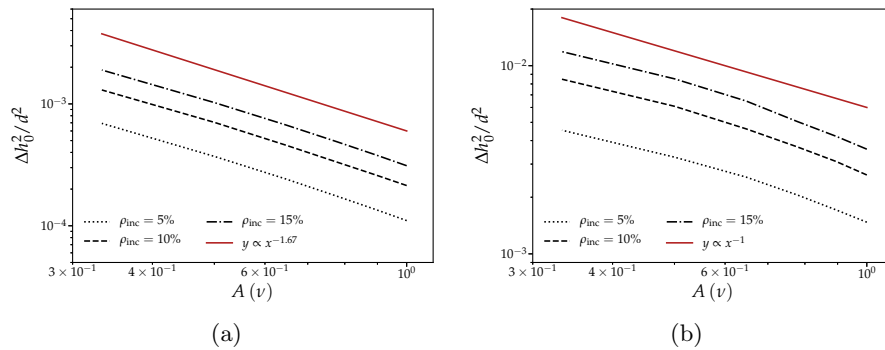 10⁻³
10⁻⁴
Δh₀²/d²
ρ_inc = 5%
ρ_inc = 10%
ρ_inc = 15%
y ∝ x⁻¹·⁶⁷
3 × 10⁻¹ 4 × 10⁻¹ 6 × 10⁻¹ 10⁰
A (ν)
(a)
10⁻²
10⁻³
Δh₀²/d²
ρ_inc = 5%
ρ_inc = 10%
ρ_inc = 15%
y ∝ x⁻¹
3 × 10⁻¹ 4 × 10⁻¹ 6 × 10⁻¹ 10⁰
A (ν)
(b)